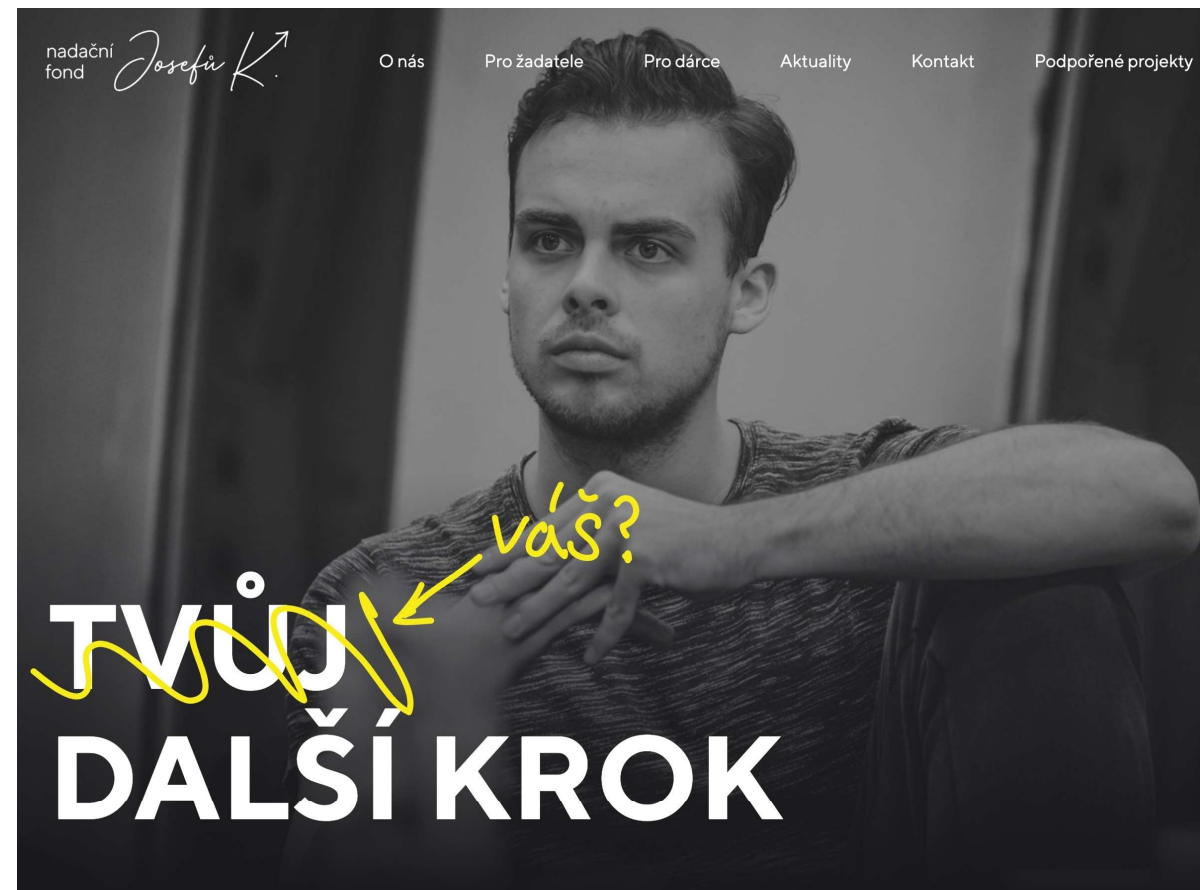 nadační
fond
Josefů K.
O nás
Pro žadatele
Pro dárce
Aktuality
Kontakt
Podpořené projekty
váš?
TVŮJ
DALŠÍ KROK